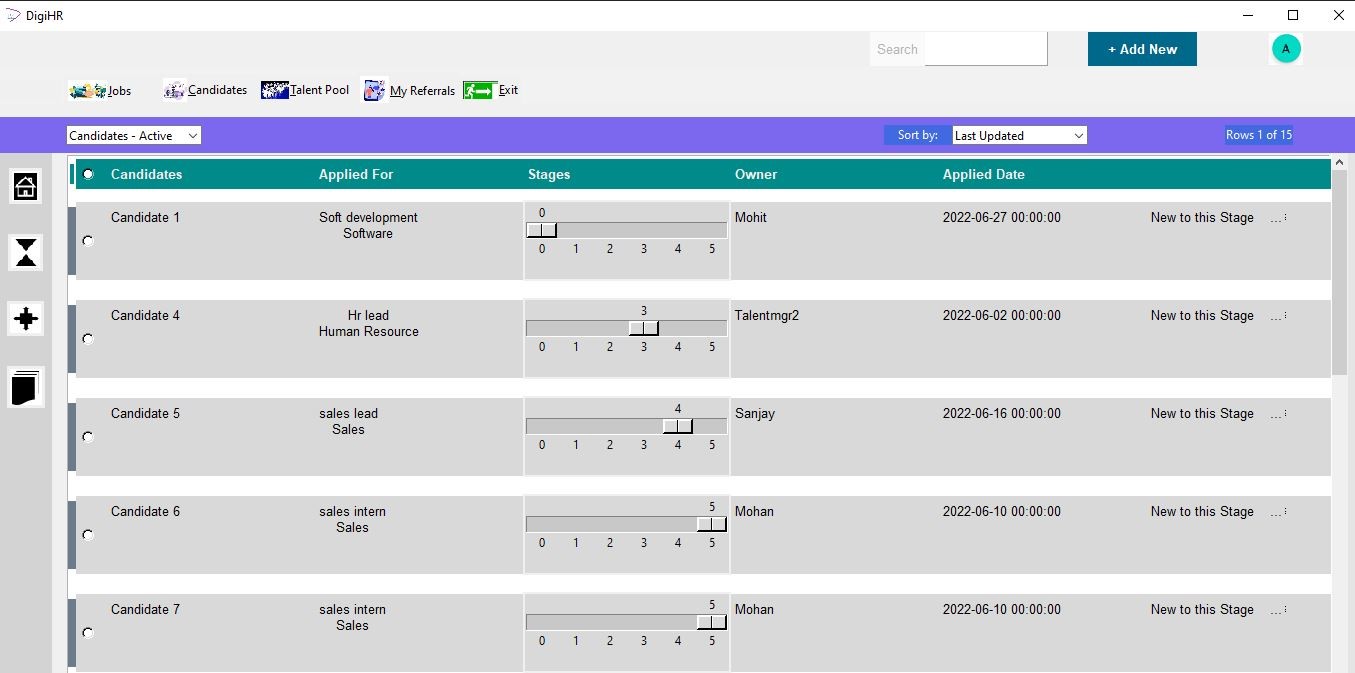 DigiHR
Search
+ Add New
A
Jobs
Candidates
Talent Pool
My Referrals
Exit
Candidates - Active
Sort by:
Last Updated
Rows 1 of 15
Candidates Applied For Stages Owner Applied Date
Candidate 1 Soft development 0 Mohit 2022-06-27 00:00:00 New to this Stage ...
Software
0 1 2 3 4 5
Candidate 4 Hr lead 3 Talentmgr2 2022-06-02 00:00:00 New to this Stage ...
Human Resource
0 1 2 3 4 5
Candidate 5 sales lead 4 Sanjay 2022-06-16 00:00:00 New to this Stage ...
Sales
0 1 2 3 4 5
Candidate 6 sales intern 5 Mohan 2022-06-10 00:00:00 New to this Stage ...
Sales
0 1 2 3 4 5
Candidate 7 sales intern 5 Mohan 2022-06-10 00:00:00 New to this Stage ...
Sales
0 1 2 3 4 5